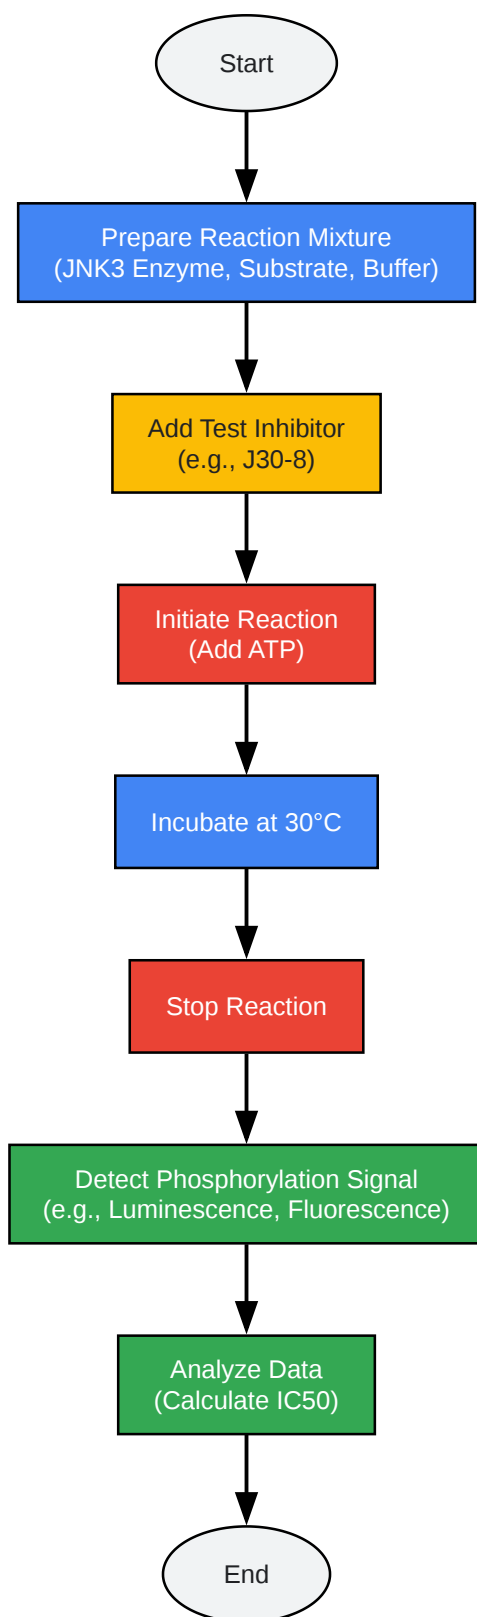 Start
Prepare Reaction Mixture
(JNK3 Enzyme, Substrate, Buffer)
Add Test Inhibitor
(e.g., J30-8)
Initiate Reaction
(Add ATP)
Incubate at 30°C
Stop Reaction
Detect Phosphorylation Signal
(e.g., Luminescence, Fluorescence)
Analyze Data
(Calculate IC50)
End